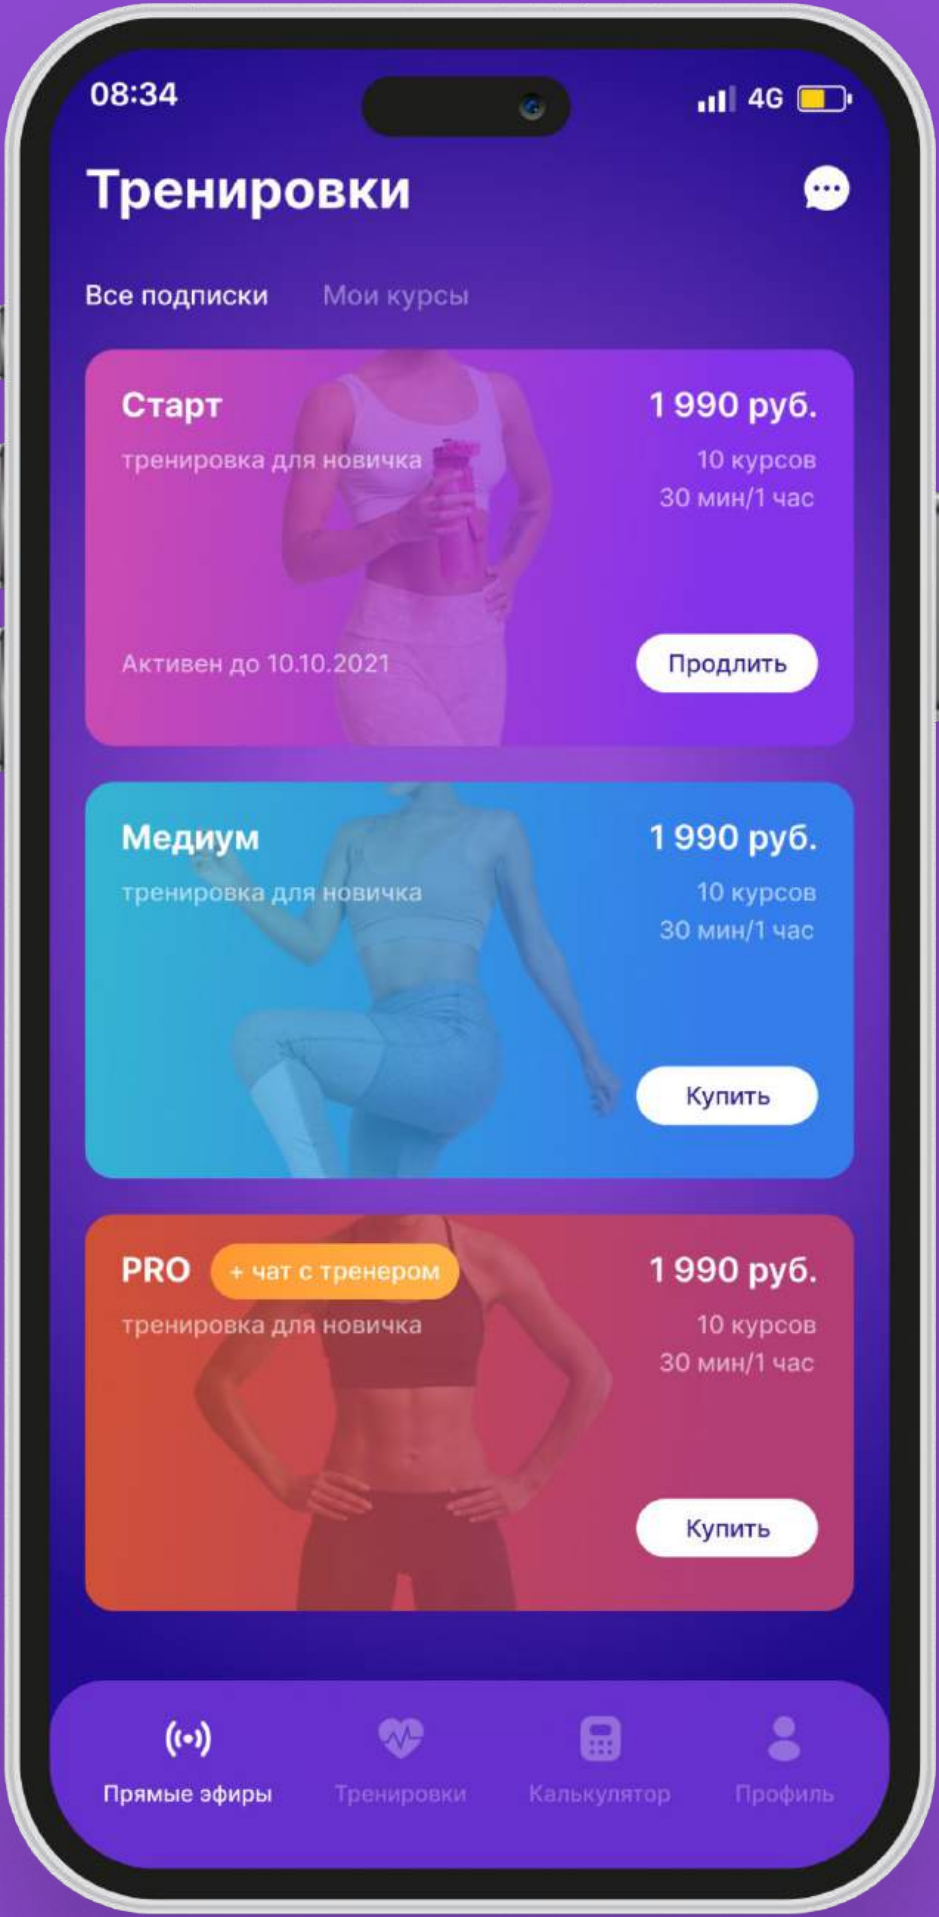 08:34
4G
Тренировки
Все подписки Мои курсы
Старт 1 990 руб.
тренировка для новичка 10 курсов
30 мин/1 час
Активен до 10.10.2021 Продлить
Медиум 1 990 руб.
тренировка для новичка 10 курсов
30 мин/1 час
Купить
PRO + чат с тренером 1 990 руб.
тренировка для новичка 10 курсов
30 мин/1 час
Купить
Прямые эфиры Тренировки Калькулятор Профиль